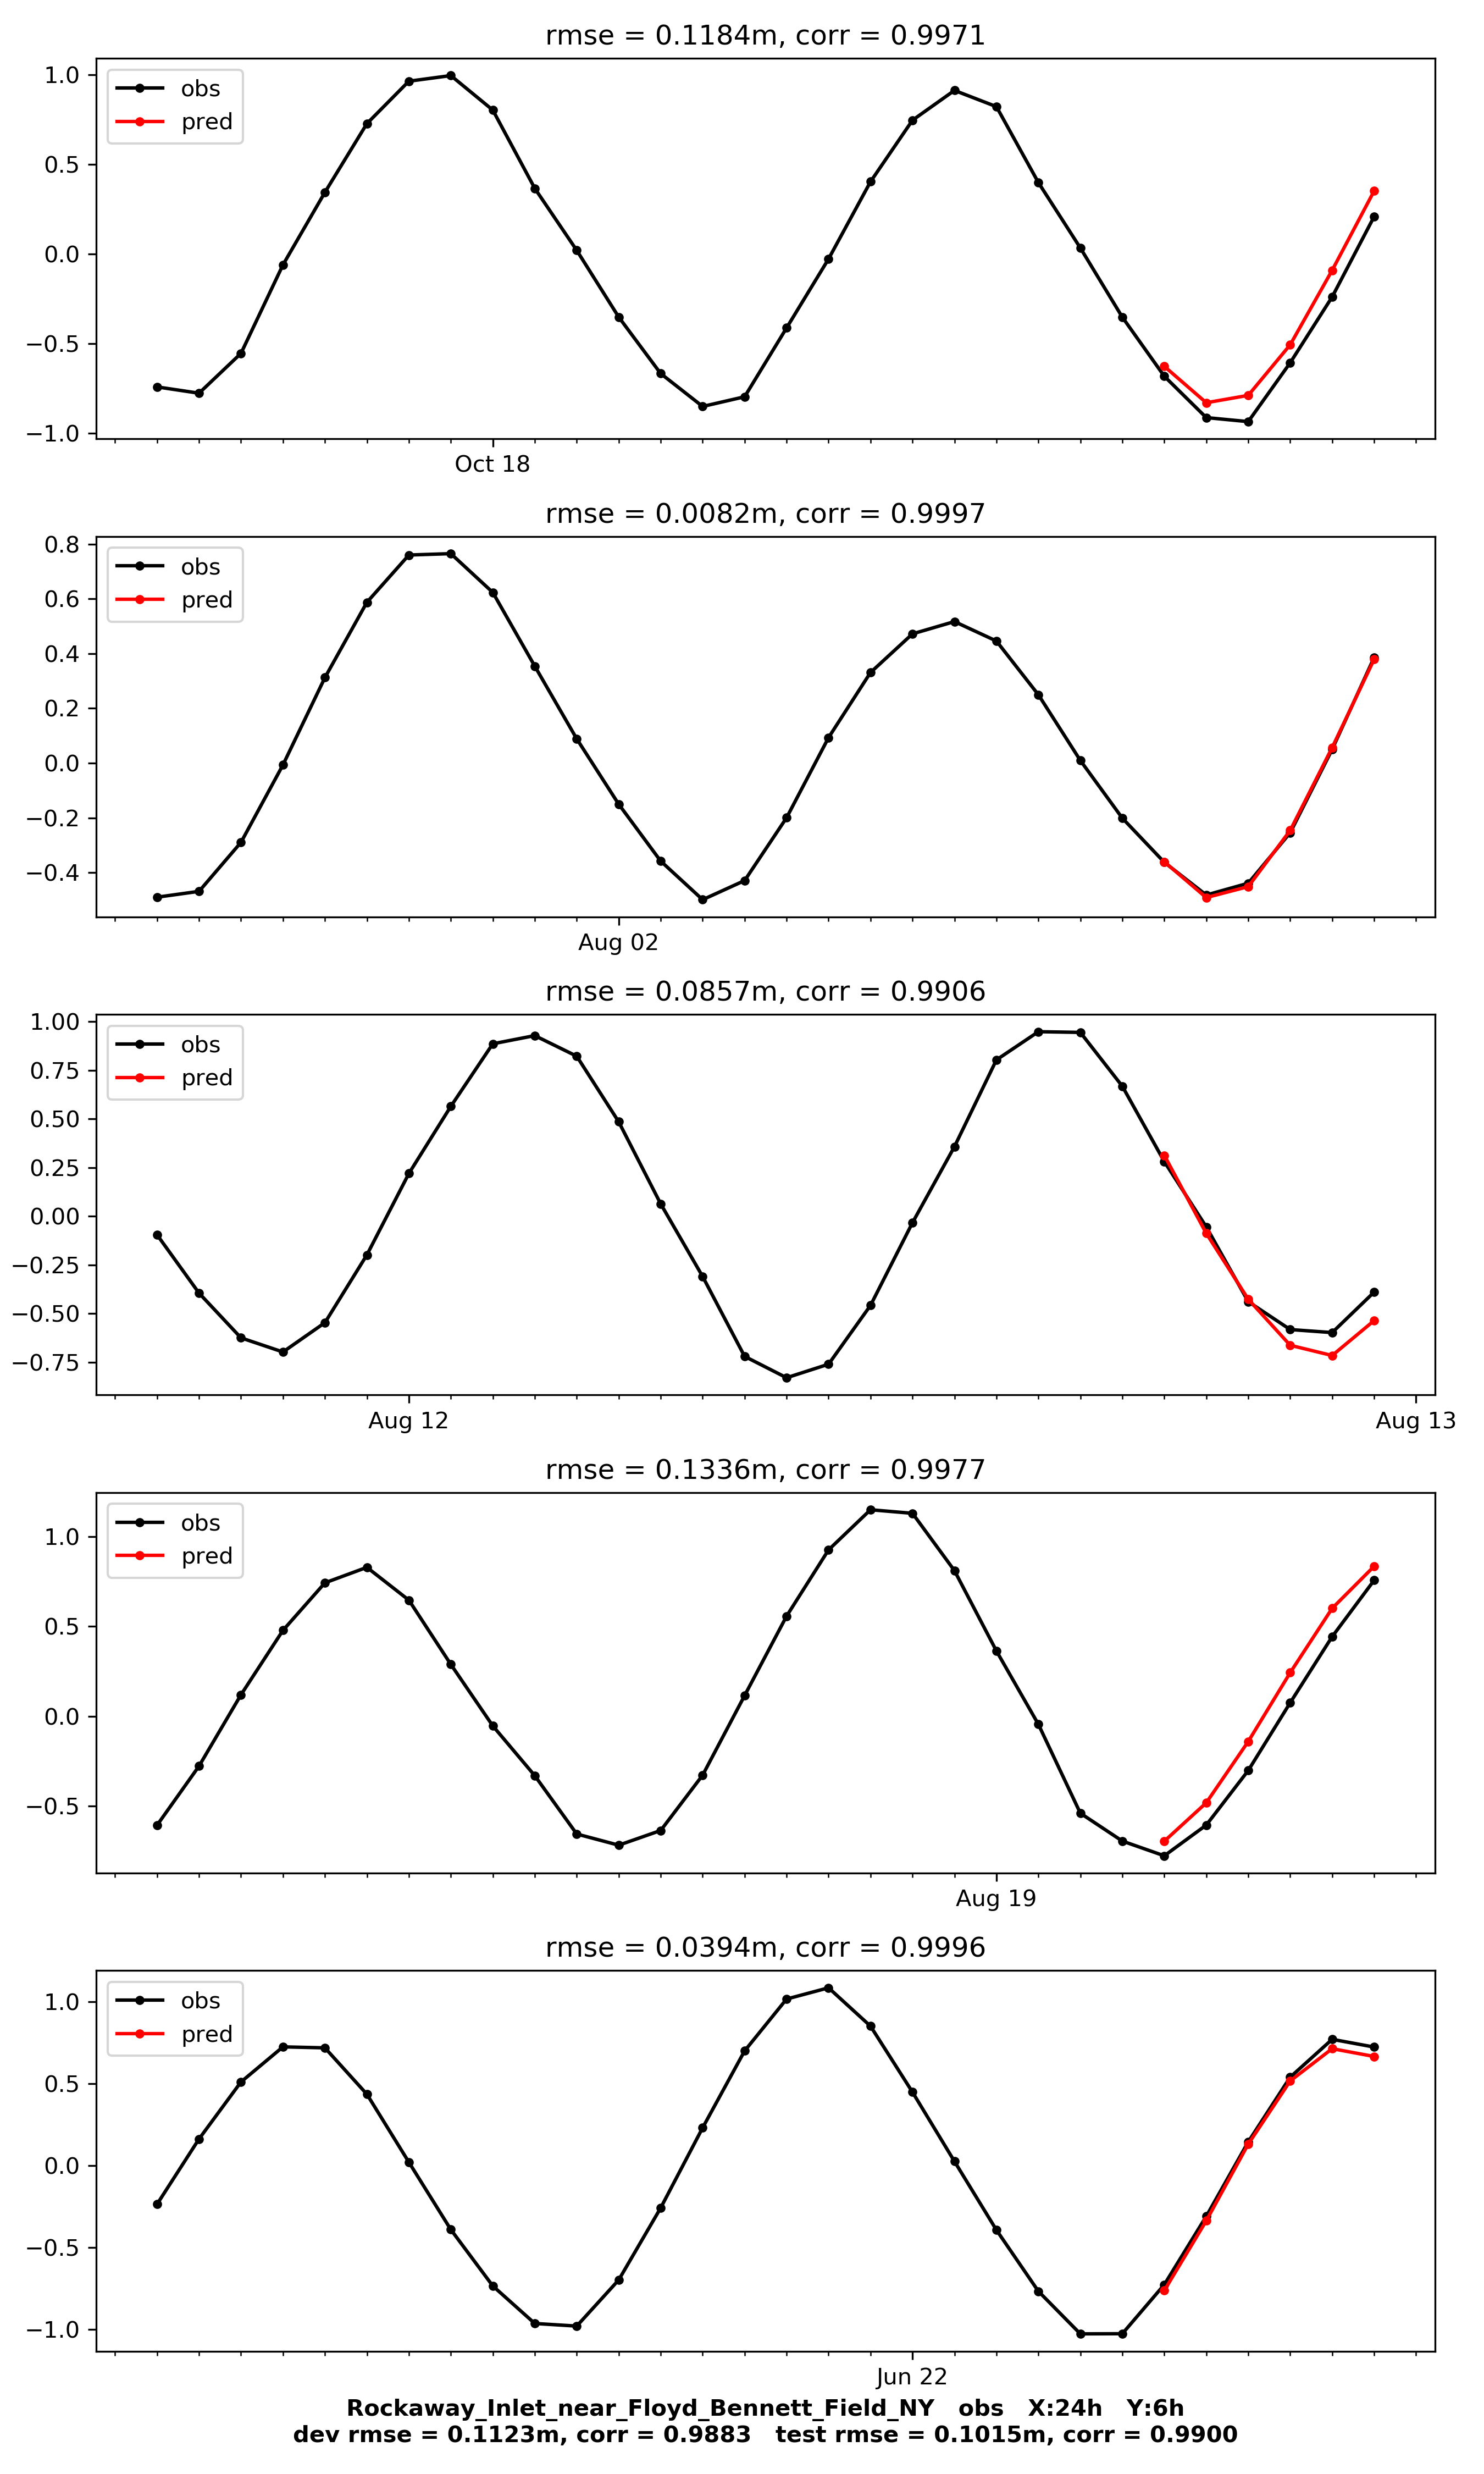 rmse = 0.1184m, corr = 0.9971
1.0
obs
pred
0.5
0.0
−0.5
−1.0
Oct 18
rmse = 0.0082m, corr = 0.9997
0.8
obs
pred
0.6
0.4
0.2
0.0
−0.2
−0.4
Aug 02
rmse = 0.0857m, corr = 0.9906
1.00
obs
pred
0.75
0.50
0.25
0.00
−0.25
−0.50
−0.75
Aug 12 Aug 13
rmse = 0.1336m, corr = 0.9977
obs
1.0
pred
0.5
0.0
−0.5
Aug 19
rmse = 0.0394m, corr = 0.9996
obs
1.0
pred
0.5
0.0
−0.5
−1.0
Jun 22
Rockaway_Inlet_near_Floyd_Bennett_Field_NY obs X:24h Y:6h
dev rmse = 0.1123m, corr = 0.9883 test rmse = 0.1015m, corr = 0.9900